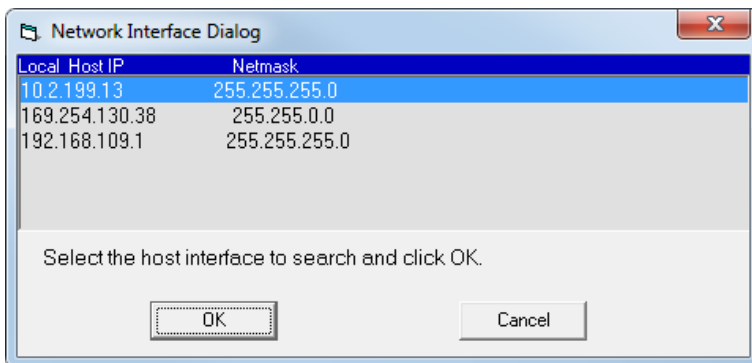 Network Interface Dialog
Local Host IP Netmask
10.2.199.13 255.255.255.0
169.254.130.38 255.255.0.0
192.168.109.1 255.255.255.0
Select the host interface to search and click OK.
OK Cancel